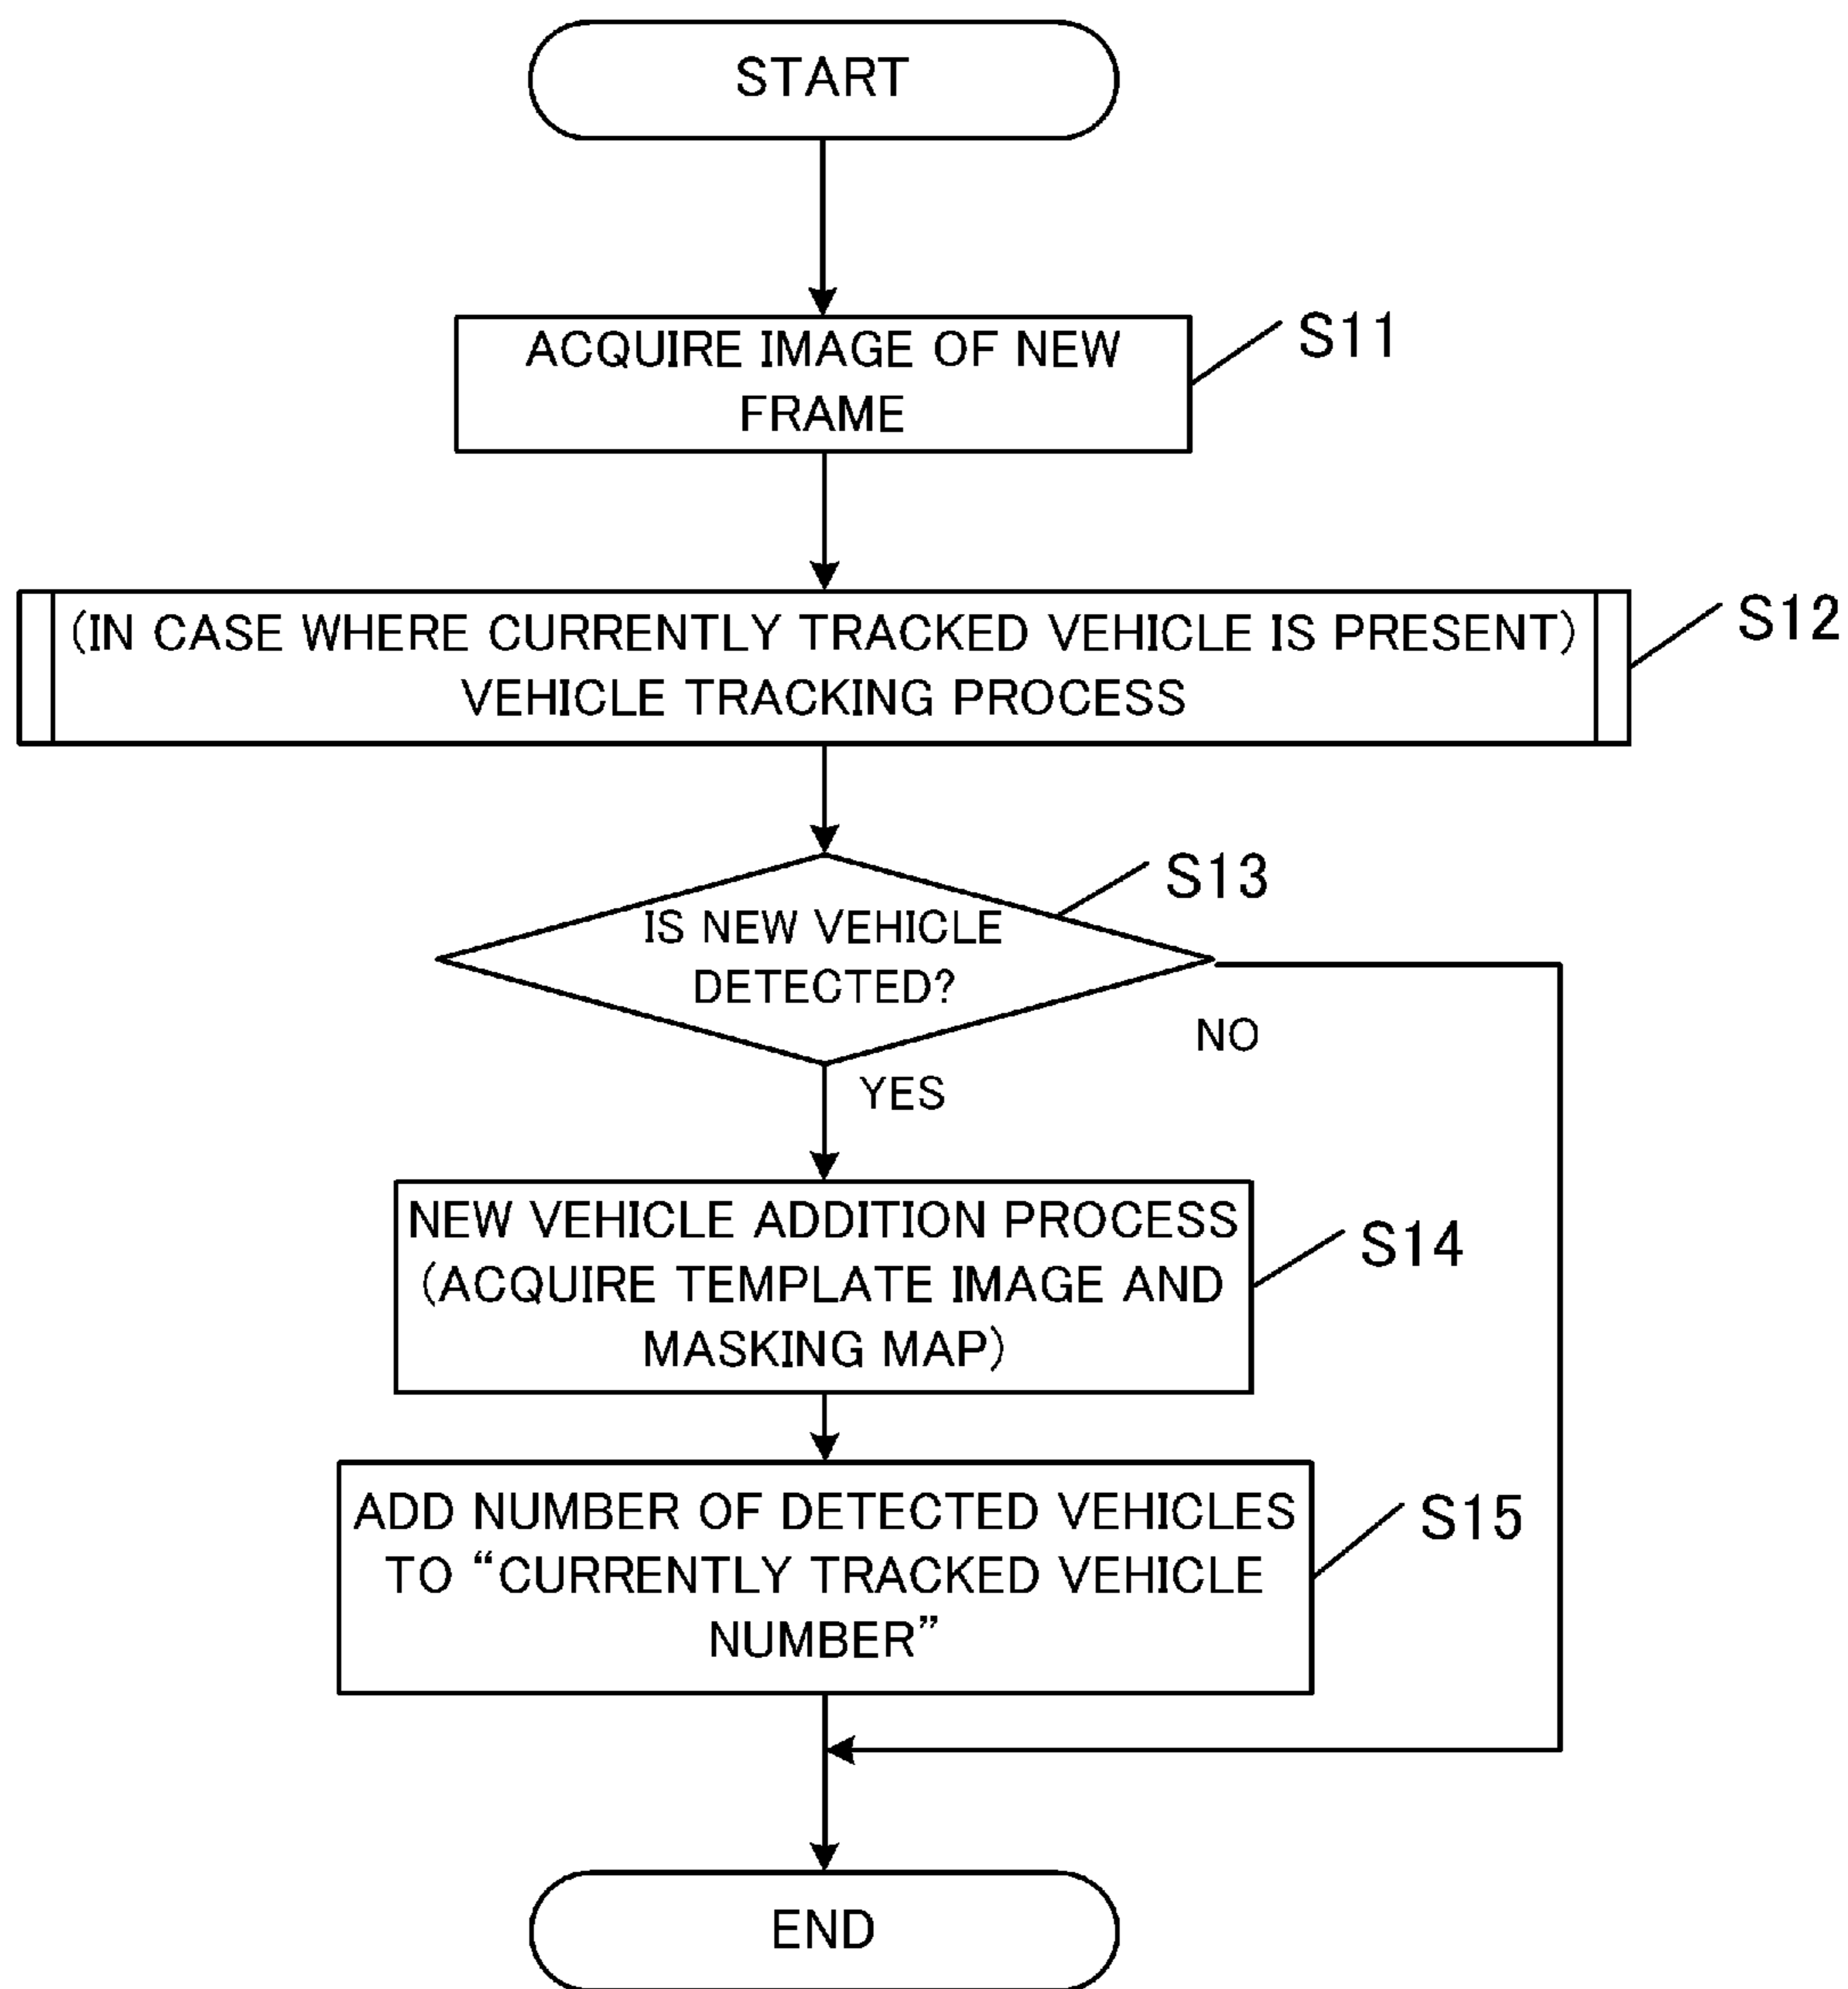 START
ACQUIRE IMAGE OF NEW
FRAME
S11
(IN CASE WHERE CURRENTLY TRACKED VEHICLE IS PRESENT)
VEHICLE TRACKING PROCESS
S12
IS NEW VEHICLE
DETECTED?
S13
NO
YES
NEW VEHICLE ADDITION PROCESS
(ACQUIRE TEMPLATE IMAGE AND
MASKING MAP)
S14
ADD NUMBER OF DETECTED VEHICLES
TO “CURRENTLY TRACKED VEHICLE
NUMBER”
S15
END